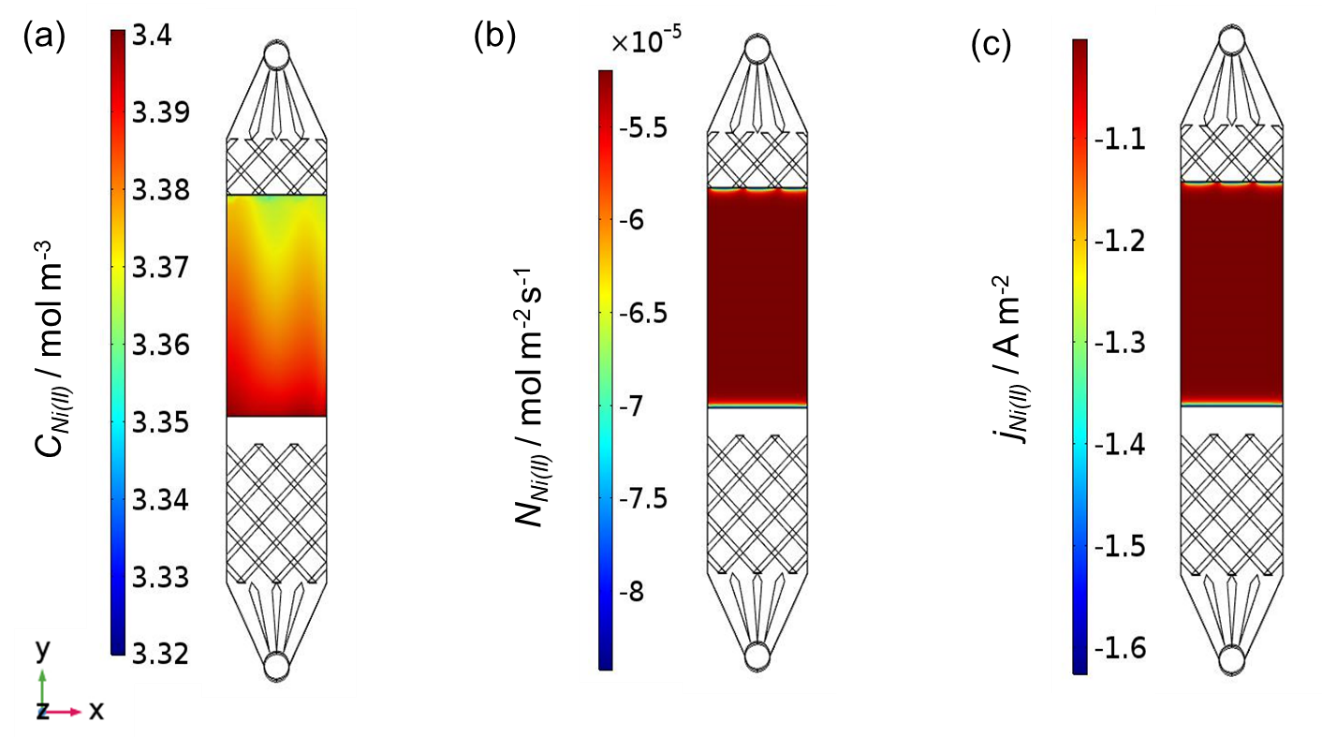 (a)
3.4
3.39
3.38
3.37
3.36
3.35
3.34
3.33
3.32
C_Ni(II) / mol m⁻³
y
z x
(b)
×10⁻⁵
-5.5
-6
-6.5
-7
-7.5
-8
N_Ni(II) / mol m⁻² s⁻¹
(c)
-1.1
-1.2
-1.3
-1.4
-1.5
-1.6
j_Ni(II) / A m⁻²